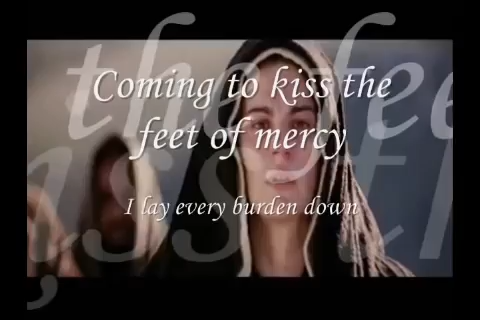 Coming to kiss the
feet of mercy
I lay every burden down